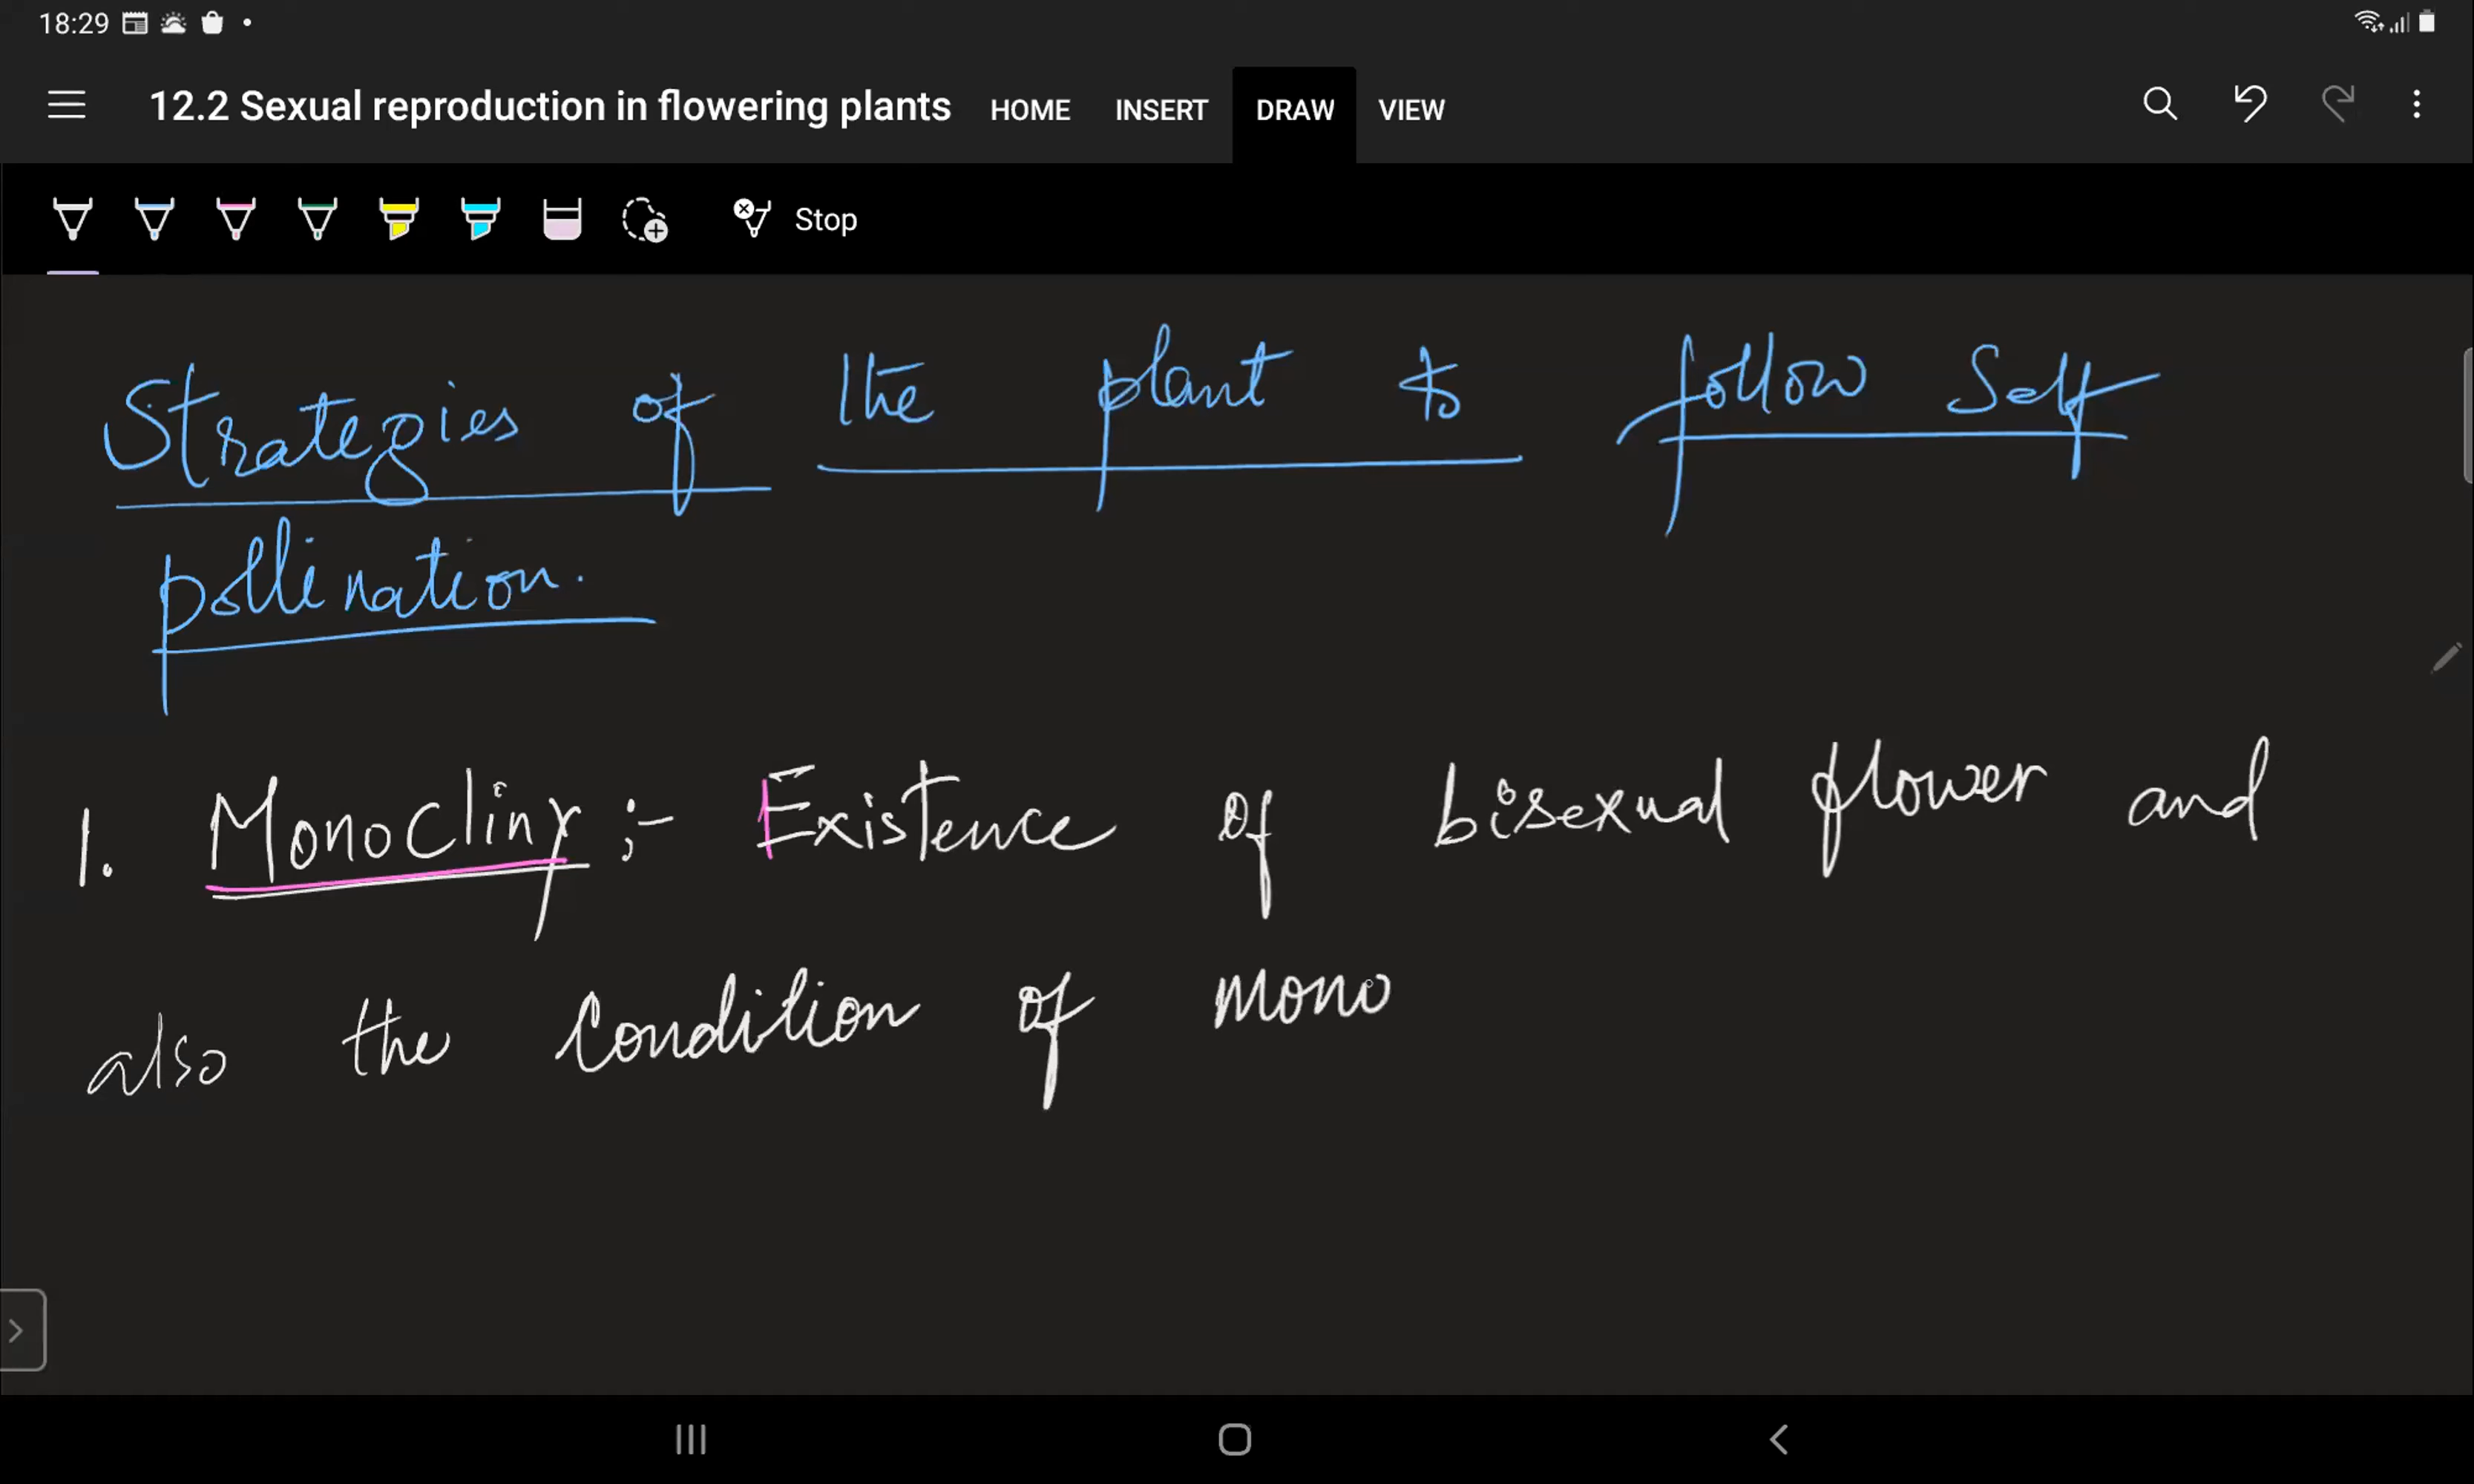 18:29
12.2 Sexual reproduction in flowering plants HOME INSERT DRAW VIEW
Stop
Strategies of the plant to follow Self
pollination.
1. Monocliny :- Existence of bisexual flower and
also the condition of mono